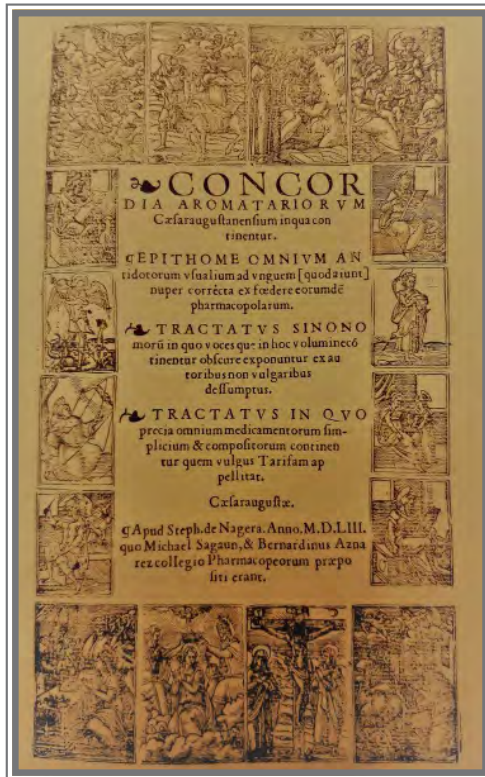 CONCOR
DIA AROMATARIORVM
Cæsaraugustanensium in qua con
tinentur.
¶EPITHOME OMNIVM AN
tidotorum vsualium ad vnguem [quod aiunt]
nuper corrécta ex fœdere eorumdē
pharmacopolarum.
TRACTATVS SINONO
morū in quo voces que in hoc volumine cō
tinentur obscure exponuntur ex au
toribus non vulgaribus
dessumptus.
TRACTATVS IN QVO
precia omnium medicamentorum sim-
plicium & compositorum continen
tur quem vulgus Tarifam ap
pellitat.
Cæsaraugustæ.
¶Apud Steph. de Nagera. Anno. M.D.LIII.
quo Michael Sagaun, & Bernardinus Azna
rez collegio Pharmacopeorum præpo
siti erant.